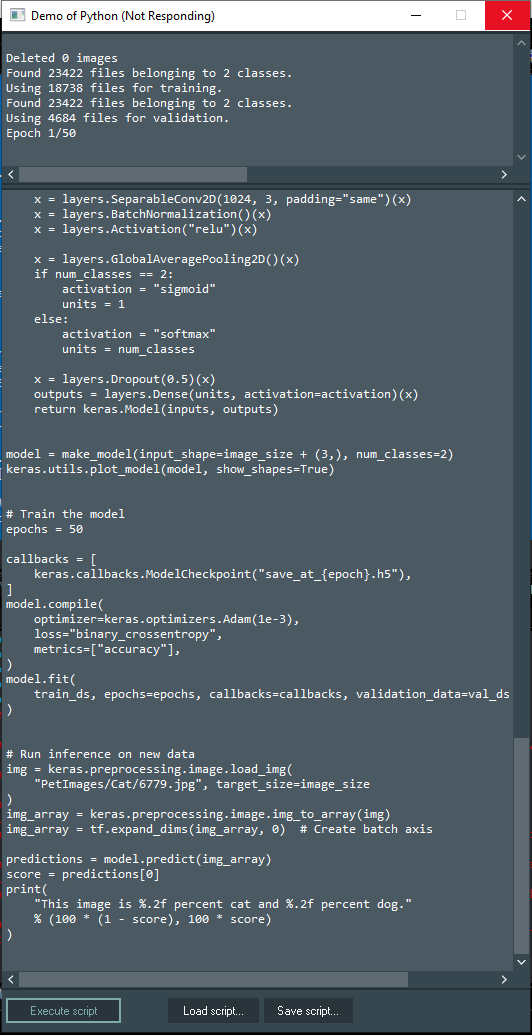 Demo of Python (Not Responding)
Deleted 0 images
Found 23422 files belonging to 2 classes.
Using 18738 files for training.
Found 23422 files belonging to 2 classes.
Using 4684 files for validation.
Epoch 1/50
    x = layers.SeparableConv2D(1024, 3, padding="same")(x)
    x = layers.BatchNormalization()(x)
    x = layers.Activation("relu")(x)

    x = layers.GlobalAveragePooling2D()(x)
    if num_classes == 2:
        activation = "sigmoid"
        units = 1
    else:
        activation = "softmax"
        units = num_classes

    x = layers.Dropout(0.5)(x)
    outputs = layers.Dense(units, activation=activation)(x)
    return keras.Model(inputs, outputs)


model = make_model(input_shape=image_size + (3,), num_classes=2)
keras.utils.plot_model(model, show_shapes=True)


# Train the model
epochs = 50

callbacks = [
    keras.callbacks.ModelCheckpoint("save_at_{epoch}.h5"),
]
model.compile(
    optimizer=keras.optimizers.Adam(1e-3),
    loss="binary_crossentropy",
    metrics=["accuracy"],
)
model.fit(
    train_ds, epochs=epochs, callbacks=callbacks, validation_data=val_ds
)


# Run inference on new data
img = keras.preprocessing.image.load_img(
    "PetImages/Cat/6779.jpg", target_size=image_size
)
img_array = keras.preprocessing.image.img_to_array(img)
img_array = tf.expand_dims(img_array, 0)  # Create batch axis

predictions = model.predict(img_array)
score = predictions[0]
print(
    "This image is %.2f percent cat and %.2f percent dog."
    % (100 * (1 - score), 100 * score)
)
Execute script
Load script...
Save script...